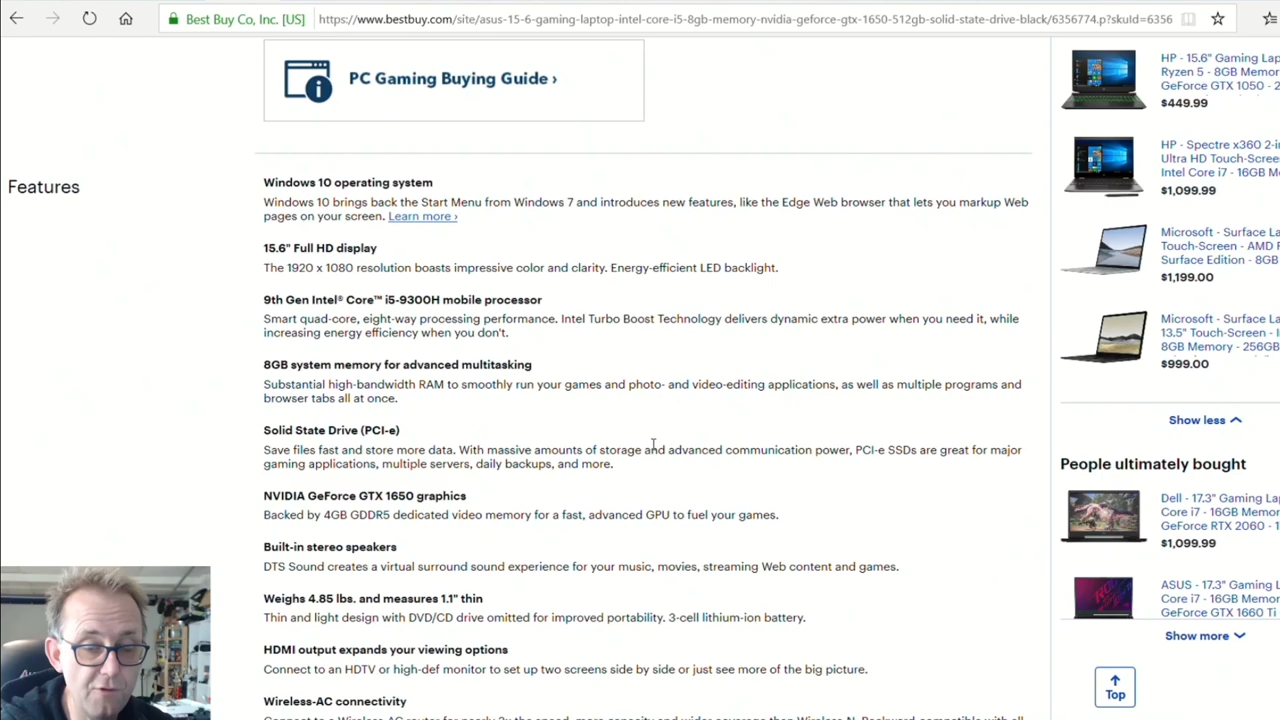 Best Buy Co, Inc. [US]
https://www.bestbuy.com/site/asus-15-6-gaming-laptop-intel-core-i5-8gb-memory-nvidia-geforce-gtx-1650-512gb-solid-state-drive-black/6356774.p?skuId=6356
PC Gaming Buying Guide ›
Features
Windows 10 operating system
Windows 10 brings back the Start Menu from Windows 7 and introduces new features, like the Edge Web browser that lets you markup Web
pages on your screen. Learn more ›
15.6" Full HD display
The 1920 x 1080 resolution boasts impressive color and clarity. Energy-efficient LED backlight.
9th Gen Intel® Core™ i5-9300H mobile processor
Smart quad-core, eight-way processing performance. Intel Turbo Boost Technology delivers dynamic extra power when you need it, while
increasing energy efficiency when you don't.
8GB system memory for advanced multitasking
Substantial high-bandwidth RAM to smoothly run your games and photo- and video-editing applications, as well as multiple programs and
browser tabs all at once.
Solid State Drive (PCI-e)
Save files fast and store more data. With massive amounts of storage and advanced communication power, PCI-e SSDs are great for major
gaming applications, multiple servers, daily backups, and more.
NVIDIA GeForce GTX 1650 graphics
Backed by 4GB GDDR5 dedicated video memory for a fast, advanced GPU to fuel your games.
Built-in stereo speakers
DTS Sound creates a virtual surround sound experience for your music, movies, streaming Web content and games.
Weighs 4.85 lbs. and measures 1.1" thin
Thin and light design with DVD/CD drive omitted for improved portability. 3-cell lithium-ion battery.
HDMI output expands your viewing options
Connect to an HDTV or high-def monitor to set up two screens side by side or just see more of the big picture.
Wireless-AC connectivity
HP - 15.6" Gaming Lap
Ryzen 5 - 8GB Memor
GeForce GTX 1050 - 2
$449.99
HP - Spectre x360 2-in
Ultra HD Touch-Screen
Intel Core i7 - 16GB M
$1,099.99
Microsoft - Surface La
Touch-Screen - AMD R
Surface Edition - 8GB
$1,199.00
Microsoft - Surface La
13.5" Touch-Screen - I
8GB Memory - 256GB
$999.00
Show less
People ultimately bought
Dell - 17.3" Gaming La
Core i7 - 16GB Memor
GeForce RTX 2060 - 1
$1,099.99
ASUS - 17.3" Gaming L
Core i7 - 16GB Memor
GeForce GTX 1660 Ti
Show more
Top